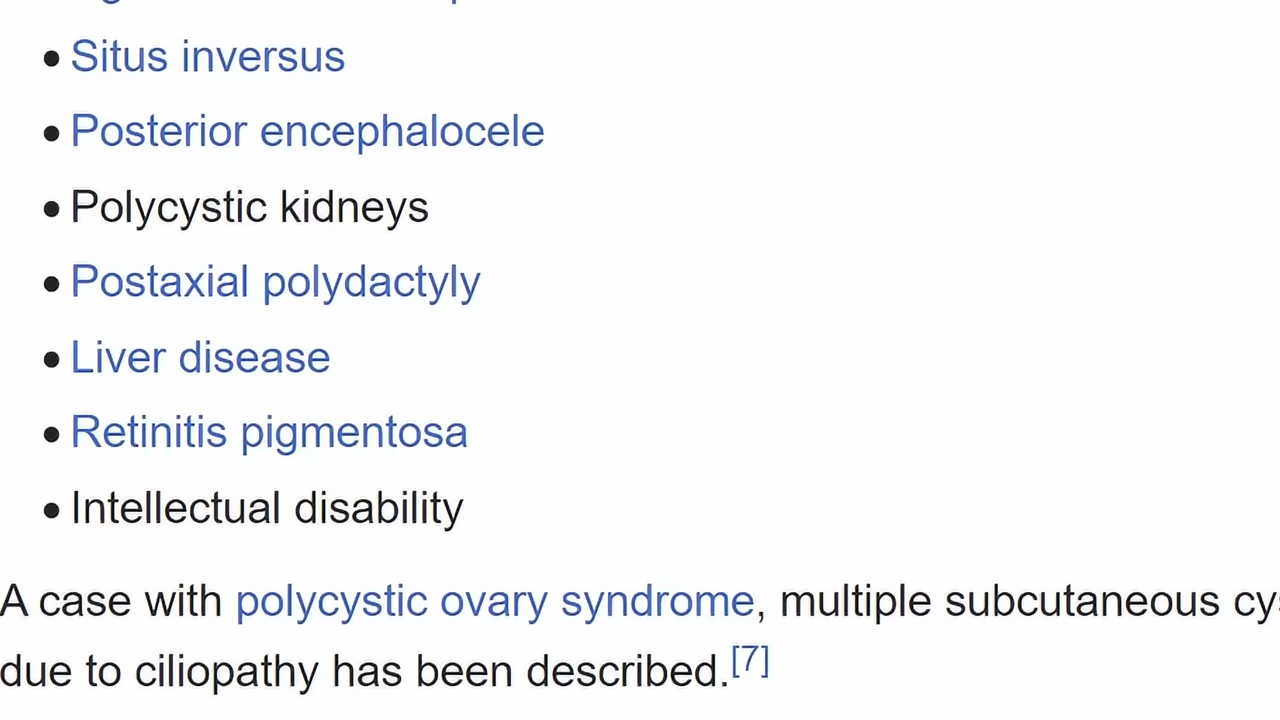 • Situs inversus
• Posterior encephalocele
• Polycystic kidneys
• Postaxial polydactyly
• Liver disease
• Retinitis pigmentosa
• Intellectual disability
A case with polycystic ovary syndrome, multiple subcutaneous
due to ciliopathy has been described.[7]